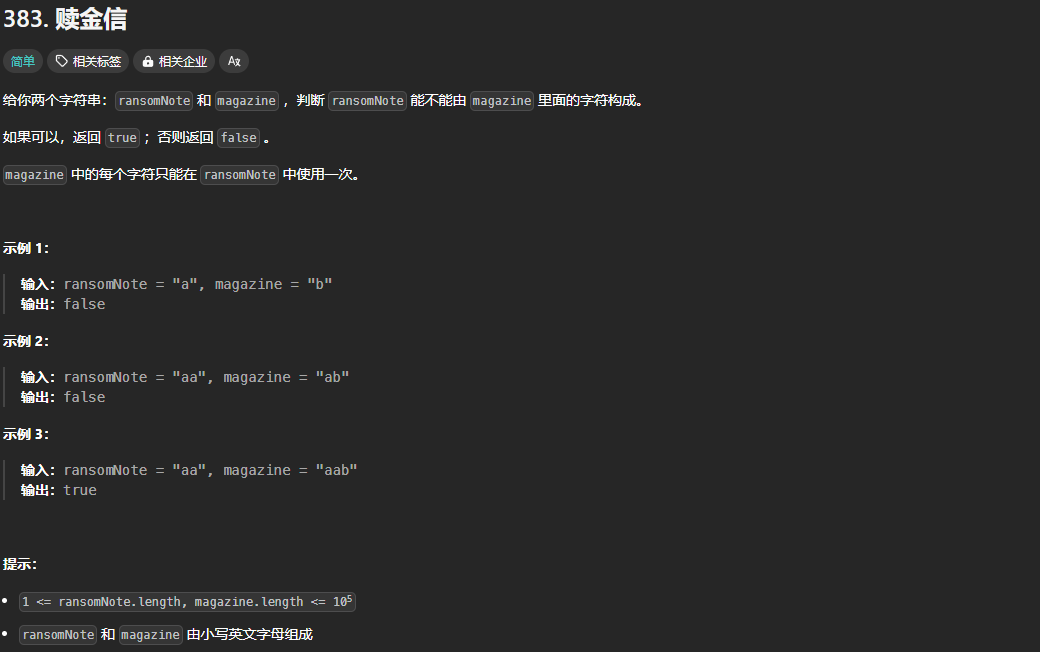 383. 赎金信
简单 相关标签 相关企业 Aあ
给你两个字符串：ransomNote 和 magazine ，判断 ransomNote 能不能由 magazine 里面的字符构成。
如果可以，返回 true ；否则返回 false 。
magazine 中的每个字符只能在 ransomNote 中使用一次。
示例 1：
输入：ransomNote = "a", magazine = "b"
输出：false
示例 2：
输入：ransomNote = "aa", magazine = "ab"
输出：false
示例 3：
输入：ransomNote = "aa", magazine = "aab"
输出：true
提示：
1 <= ransomNote.length, magazine.length <= 10⁵
ransomNote 和 magazine 由小写英文字母组成